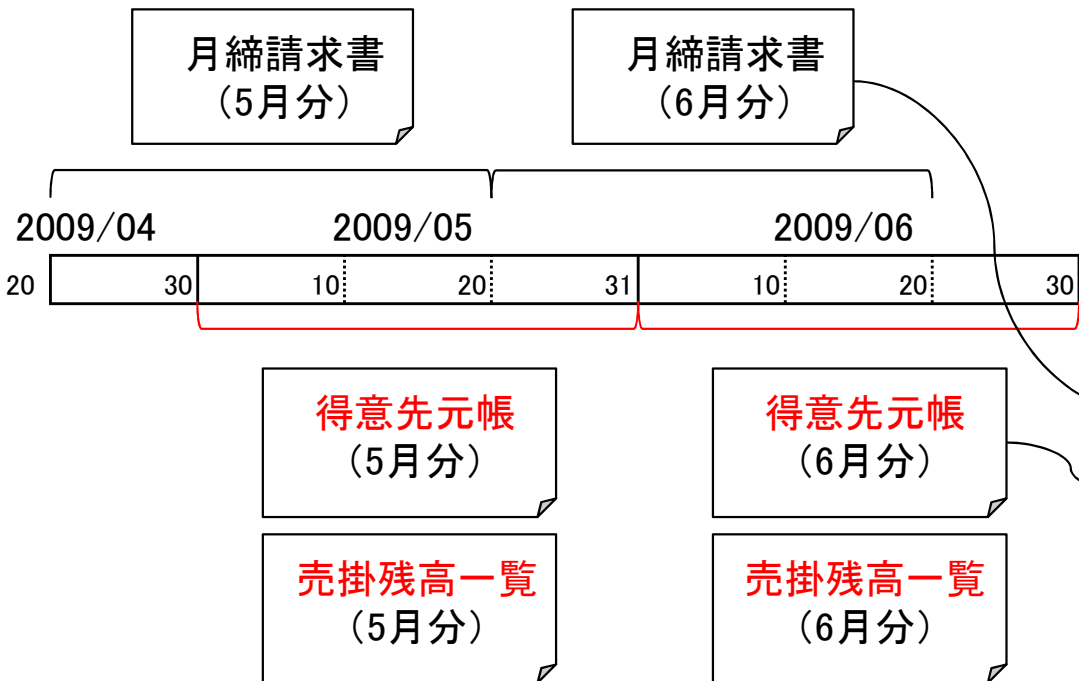 月締請求書
(5月分)
月締請求書
(6月分)
2009/04
2009/05
2009/06
20
30
10
20
31
10
20
30
得意先元帳
(5月分)
得意先元帳
(6月分)
売掛残高一覧
(5月分)
売掛残高一覧
(6月分)